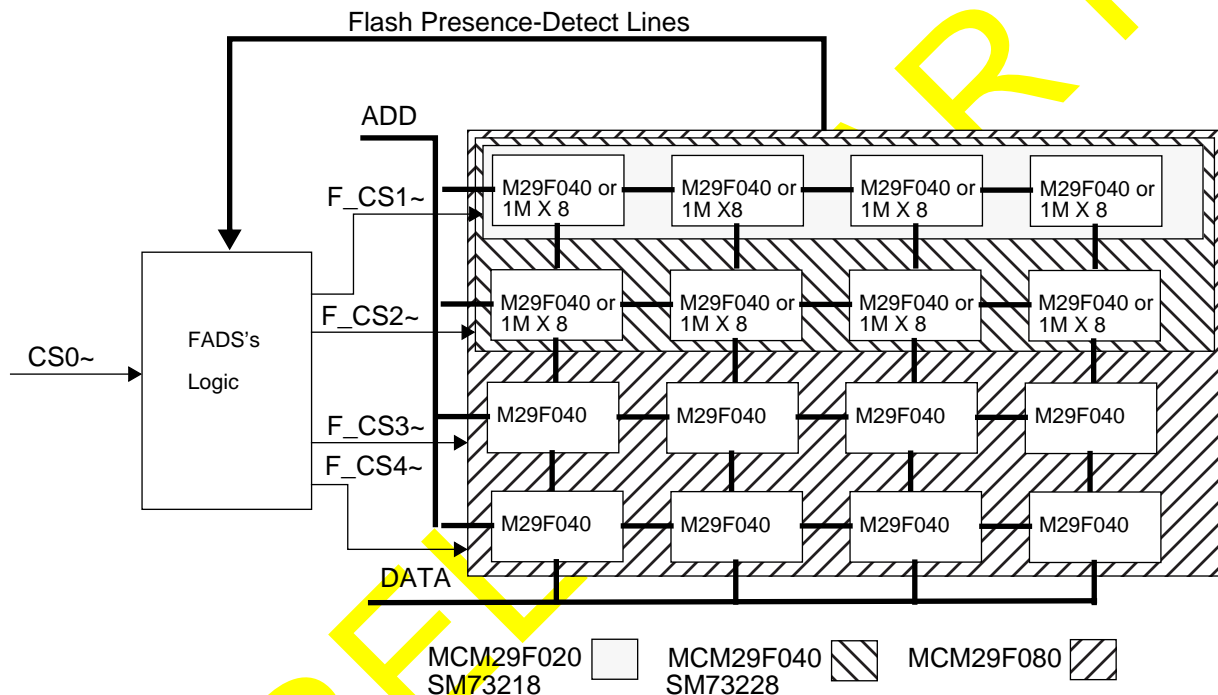 Flash Presence-Detect Lines
ADD
F_CS1~
M29F040 or
1M X 8
M29F040 or
1M X8
M29F040 or
1M X 8
M29F040 or
1M X 8
F_CS2~
M29F040 or
1M X 8
M29F040 or
1M X 8
M29F040 or
1M X 8
M29F040 or
1M X 8
CS0~
FADS's
Logic
F_CS3~
M29F040
M29F040
M29F040
M29F040
F_CS4~
M29F040
M29F040
M29F040
M29F040
DATA
MCM29F020
SM73218
MCM29F040
SM73228
MCM29F080